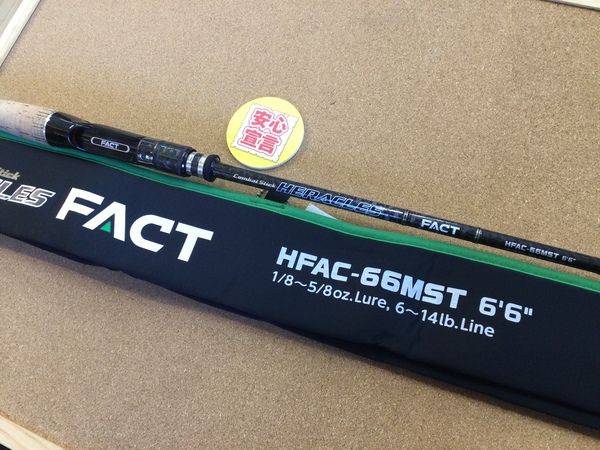 安心
宣言
FACT
Combat Stick HERACLES FACT HFAC-66MST 6'6"
FACT
HFAC-66MST 6'6"
1/8〜5/8oz.Lure, 6〜14lb.Line